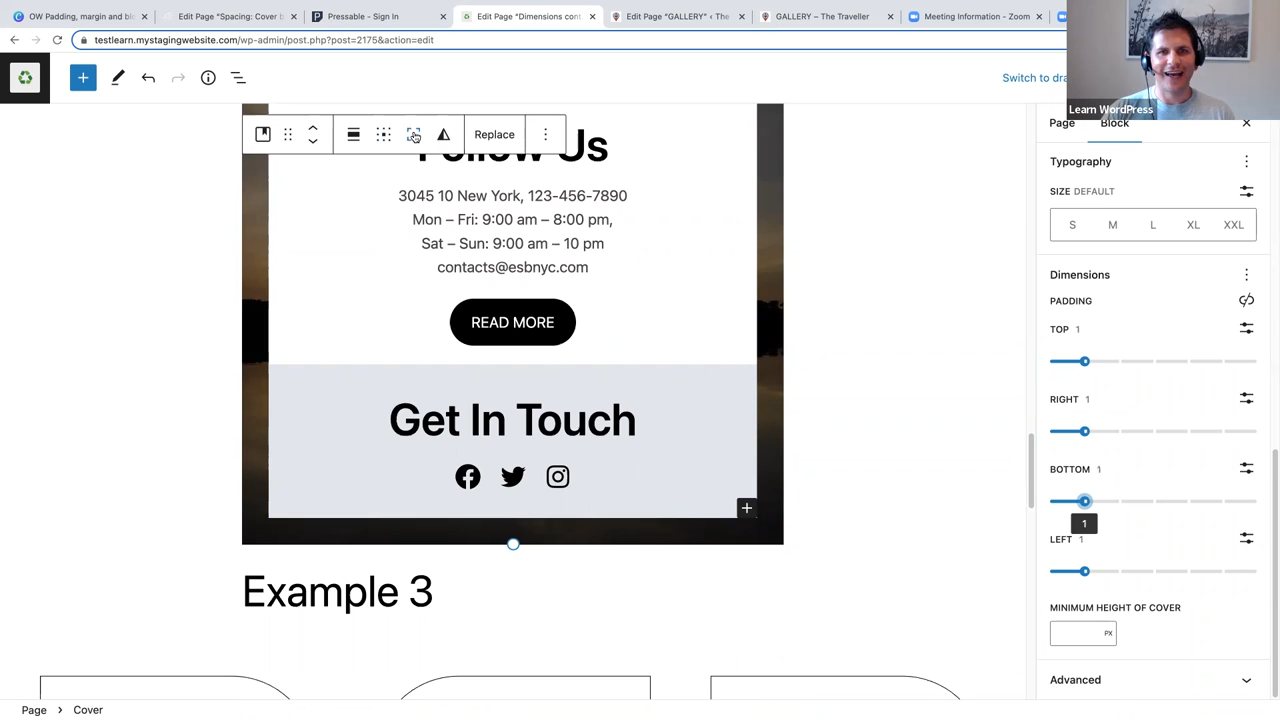 OW Padding, margin and blo
Edit Page "Spacing: Cover b
Pressable - Sign In
Edit Page "Dimensions cont
Edit Page "GALLERY" ‹ The
GALLERY – The Traveller
Meeting Information - Zoom
testlearn.mystagingwebsite.com/wp-admin/post.php?post=2175&action=edit
Switch to dra
Learn WordPress
Page
Block
Replace
Follow Us
3045 10 New York, 123-456-7890
Mon – Fri: 9:00 am – 8:00 pm,
Sat – Sun: 9:00 am – 10 pm
contacts@esbnyc.com
READ MORE
Get In Touch
Example 3
Typography
SIZE DEFAULT
S M L XL XXL
Dimensions
PADDING
TOP 1
RIGHT 1
BOTTOM 1
1
LEFT 1
MINIMUM HEIGHT OF COVER
PX
Advanced
Page > Cover